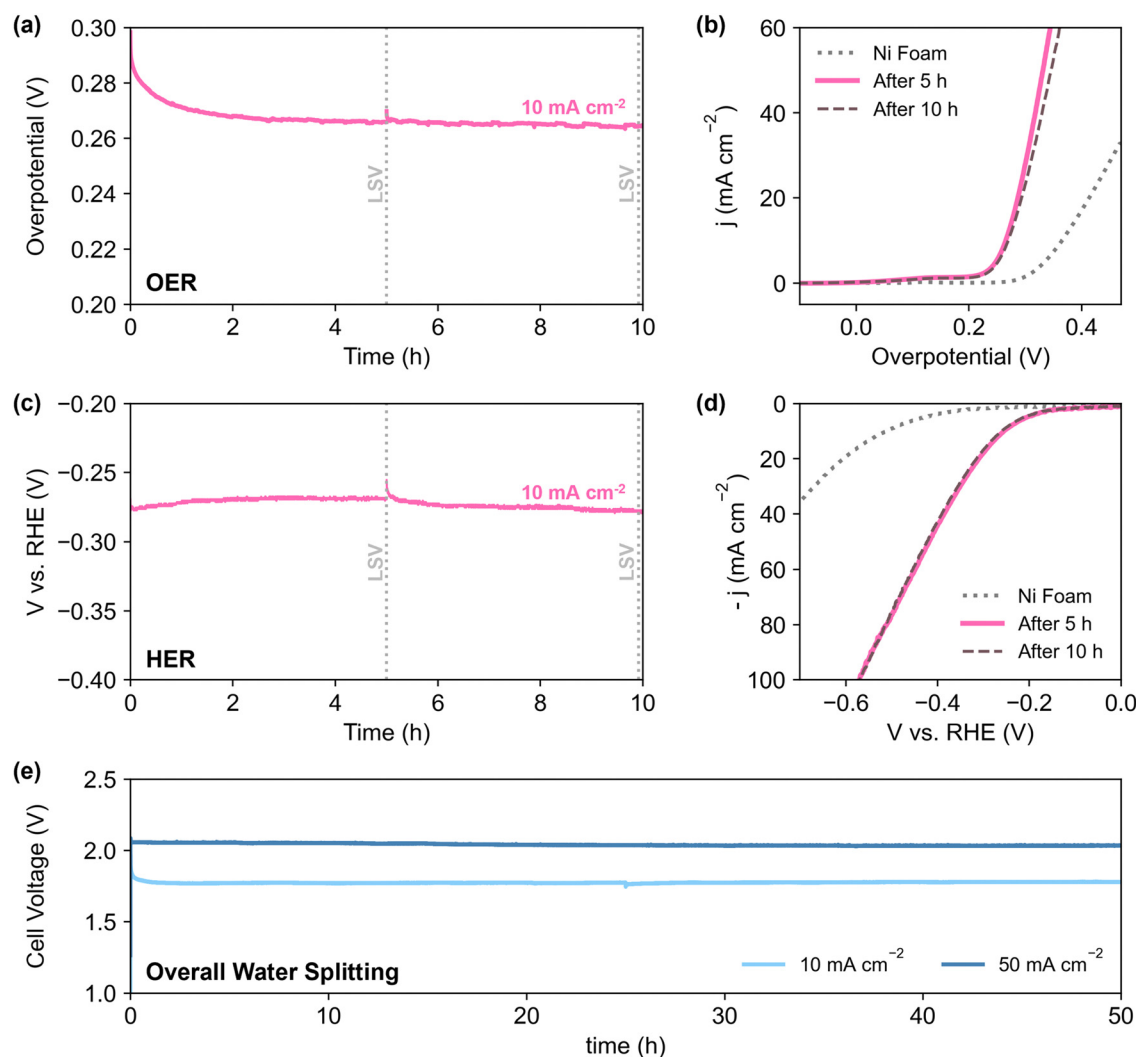 (a)
0.30
0.28
0.26
0.24
0.22
0.20
Overpotential (V)
10 mA cm⁻²
LSV
LSV
OER
0 2 4 6 8 10
Time (h)
(b)
60
40
20
0
j (mA cm⁻²)
Ni Foam
After 5 h
After 10 h
0.0 0.2 0.4
Overpotential (V)
(c)
−0.20
−0.25
−0.30
−0.35
−0.40
V vs. RHE (V)
10 mA cm⁻²
LSV
LSV
HER
0 2 4 6 8 10
Time (h)
(d)
0
20
40
60
80
100
- j (mA cm⁻²)
Ni Foam
After 5 h
After 10 h
−0.6 −0.4 −0.2 0.0
V vs. RHE (V)
(e)
2.5
2.0
1.5
1.0
Cell Voltage (V)
Overall Water Splitting
10 mA cm⁻²
50 mA cm⁻²
0 10 20 30 40 50
time (h)